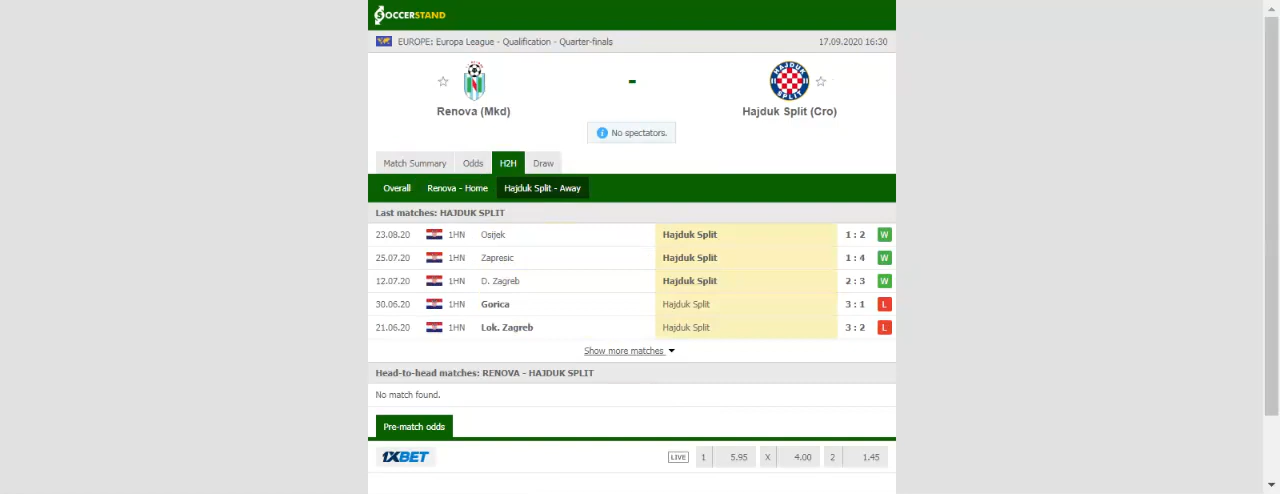 SOCCERSTAND
EUROPE: Europa League - Qualification - Quarter-finals 17.09.2020 16:30
HAJDUK SPLIT
-
Renova (Mkd) Hajduk Split (Cro)
No spectators.
Match Summary Odds H2H Draw
Overall Renova - Home Hajduk Split - Away
Last matches: HAJDUK SPLIT
23.08.20 1HN Osijek Hajduk Split 1 : 2 W
25.07.20 1HN Zapresic Hajduk Split 1 : 4 W
12.07.20 1HN D. Zagreb Hajduk Split 2 : 3 W
30.06.20 1HN Gorica Hajduk Split 3 : 1 L
21.06.20 1HN Lok. Zagreb Hajduk Split 3 : 2 L
Show more matches
Head-to-head matches: RENOVA - HAJDUK SPLIT
No match found.
Pre-match odds
1XBET LIVE 1 5.95 X 4.00 2 1.45